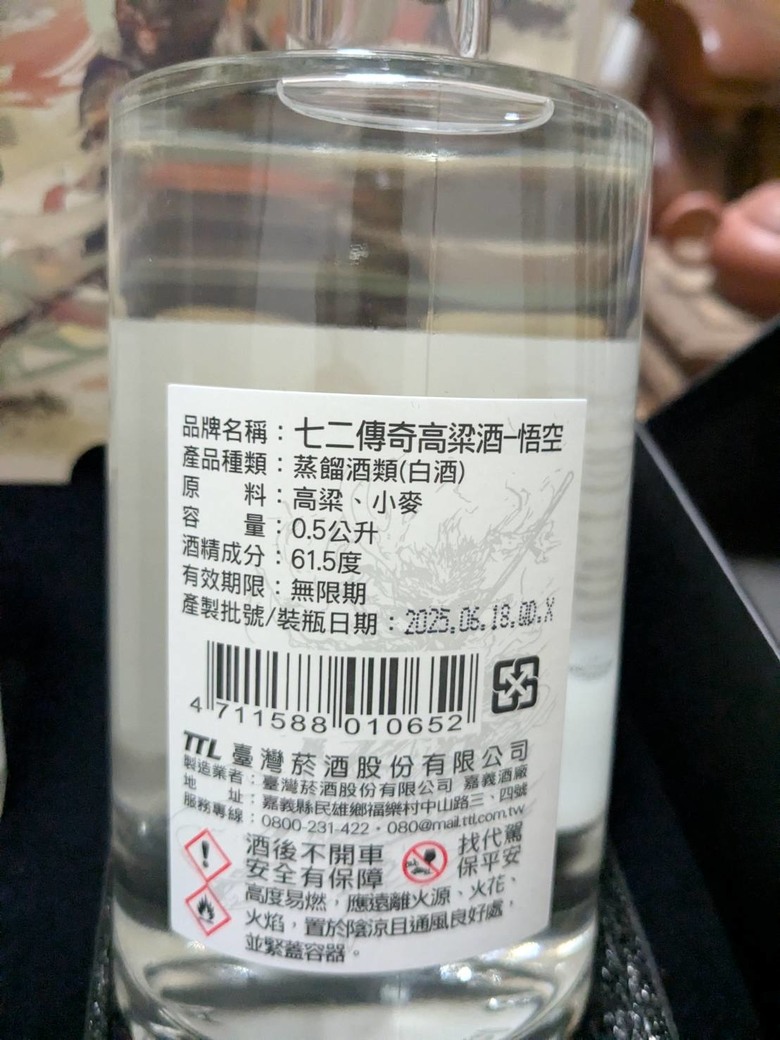 品牌名稱：七二傳奇高粱酒-悟空
產品種類：蒸餾酒類(白酒)
原　　料：高粱、小麥
容　　量：0.5公升
酒精成分：61.5度
有效期限：無限期
產製批號/裝瓶日期：2025.06.18.QD.X
4 711588 010652
TTL 臺灣菸酒股份有限公司
製造業者：臺灣菸酒股份有限公司 嘉義酒廠
地　　址：嘉義縣民雄鄉福樂村中山路三、四號
服務專線：0800-231-422・080@mail.ttl.com.tw
酒後不開車
安全有保障
找代駕
保平安
高度易燃，應遠離火源、火花、
火焰，置於陰涼且通風良好處，
並緊蓋容器。